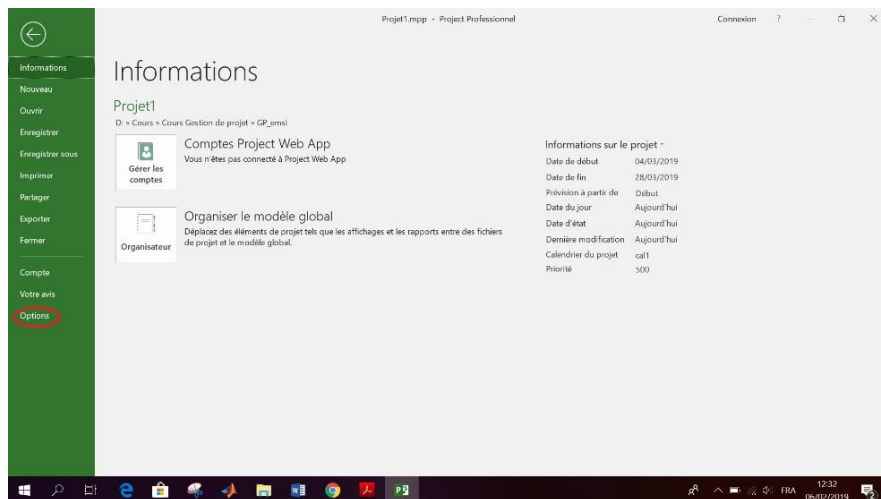 Projet1.mpp - Project Professionnel
Connexion ?
Informations
Nouveau
Ouvrir
Enregistrer
Enregistrer sous
Imprimer
Partager
Exporter
Fermer
Compte
Votre avis
Options
Informations
Projet1
D: » Cours » Cours Gestion de projet » GP_emsi
Gérer les
comptes
Comptes Project Web App
Vous n'êtes pas connecté à Project Web App
Organisateur
Organiser le modèle global
Déplacez des éléments de projet tels que les affichages et les rapports entre des fichiers
de projet et le modèle global.
Informations sur le projet
Date de début 04/03/2019
Date de fin 28/03/2019
Prévision à partir de Début
Date du jour Aujourd'hui
Date d'état Aujourd'hui
Dernière modification Aujourd'hui
Calendrier du projet cal1
Priorité 500
FRA
12:32
06/02/2019